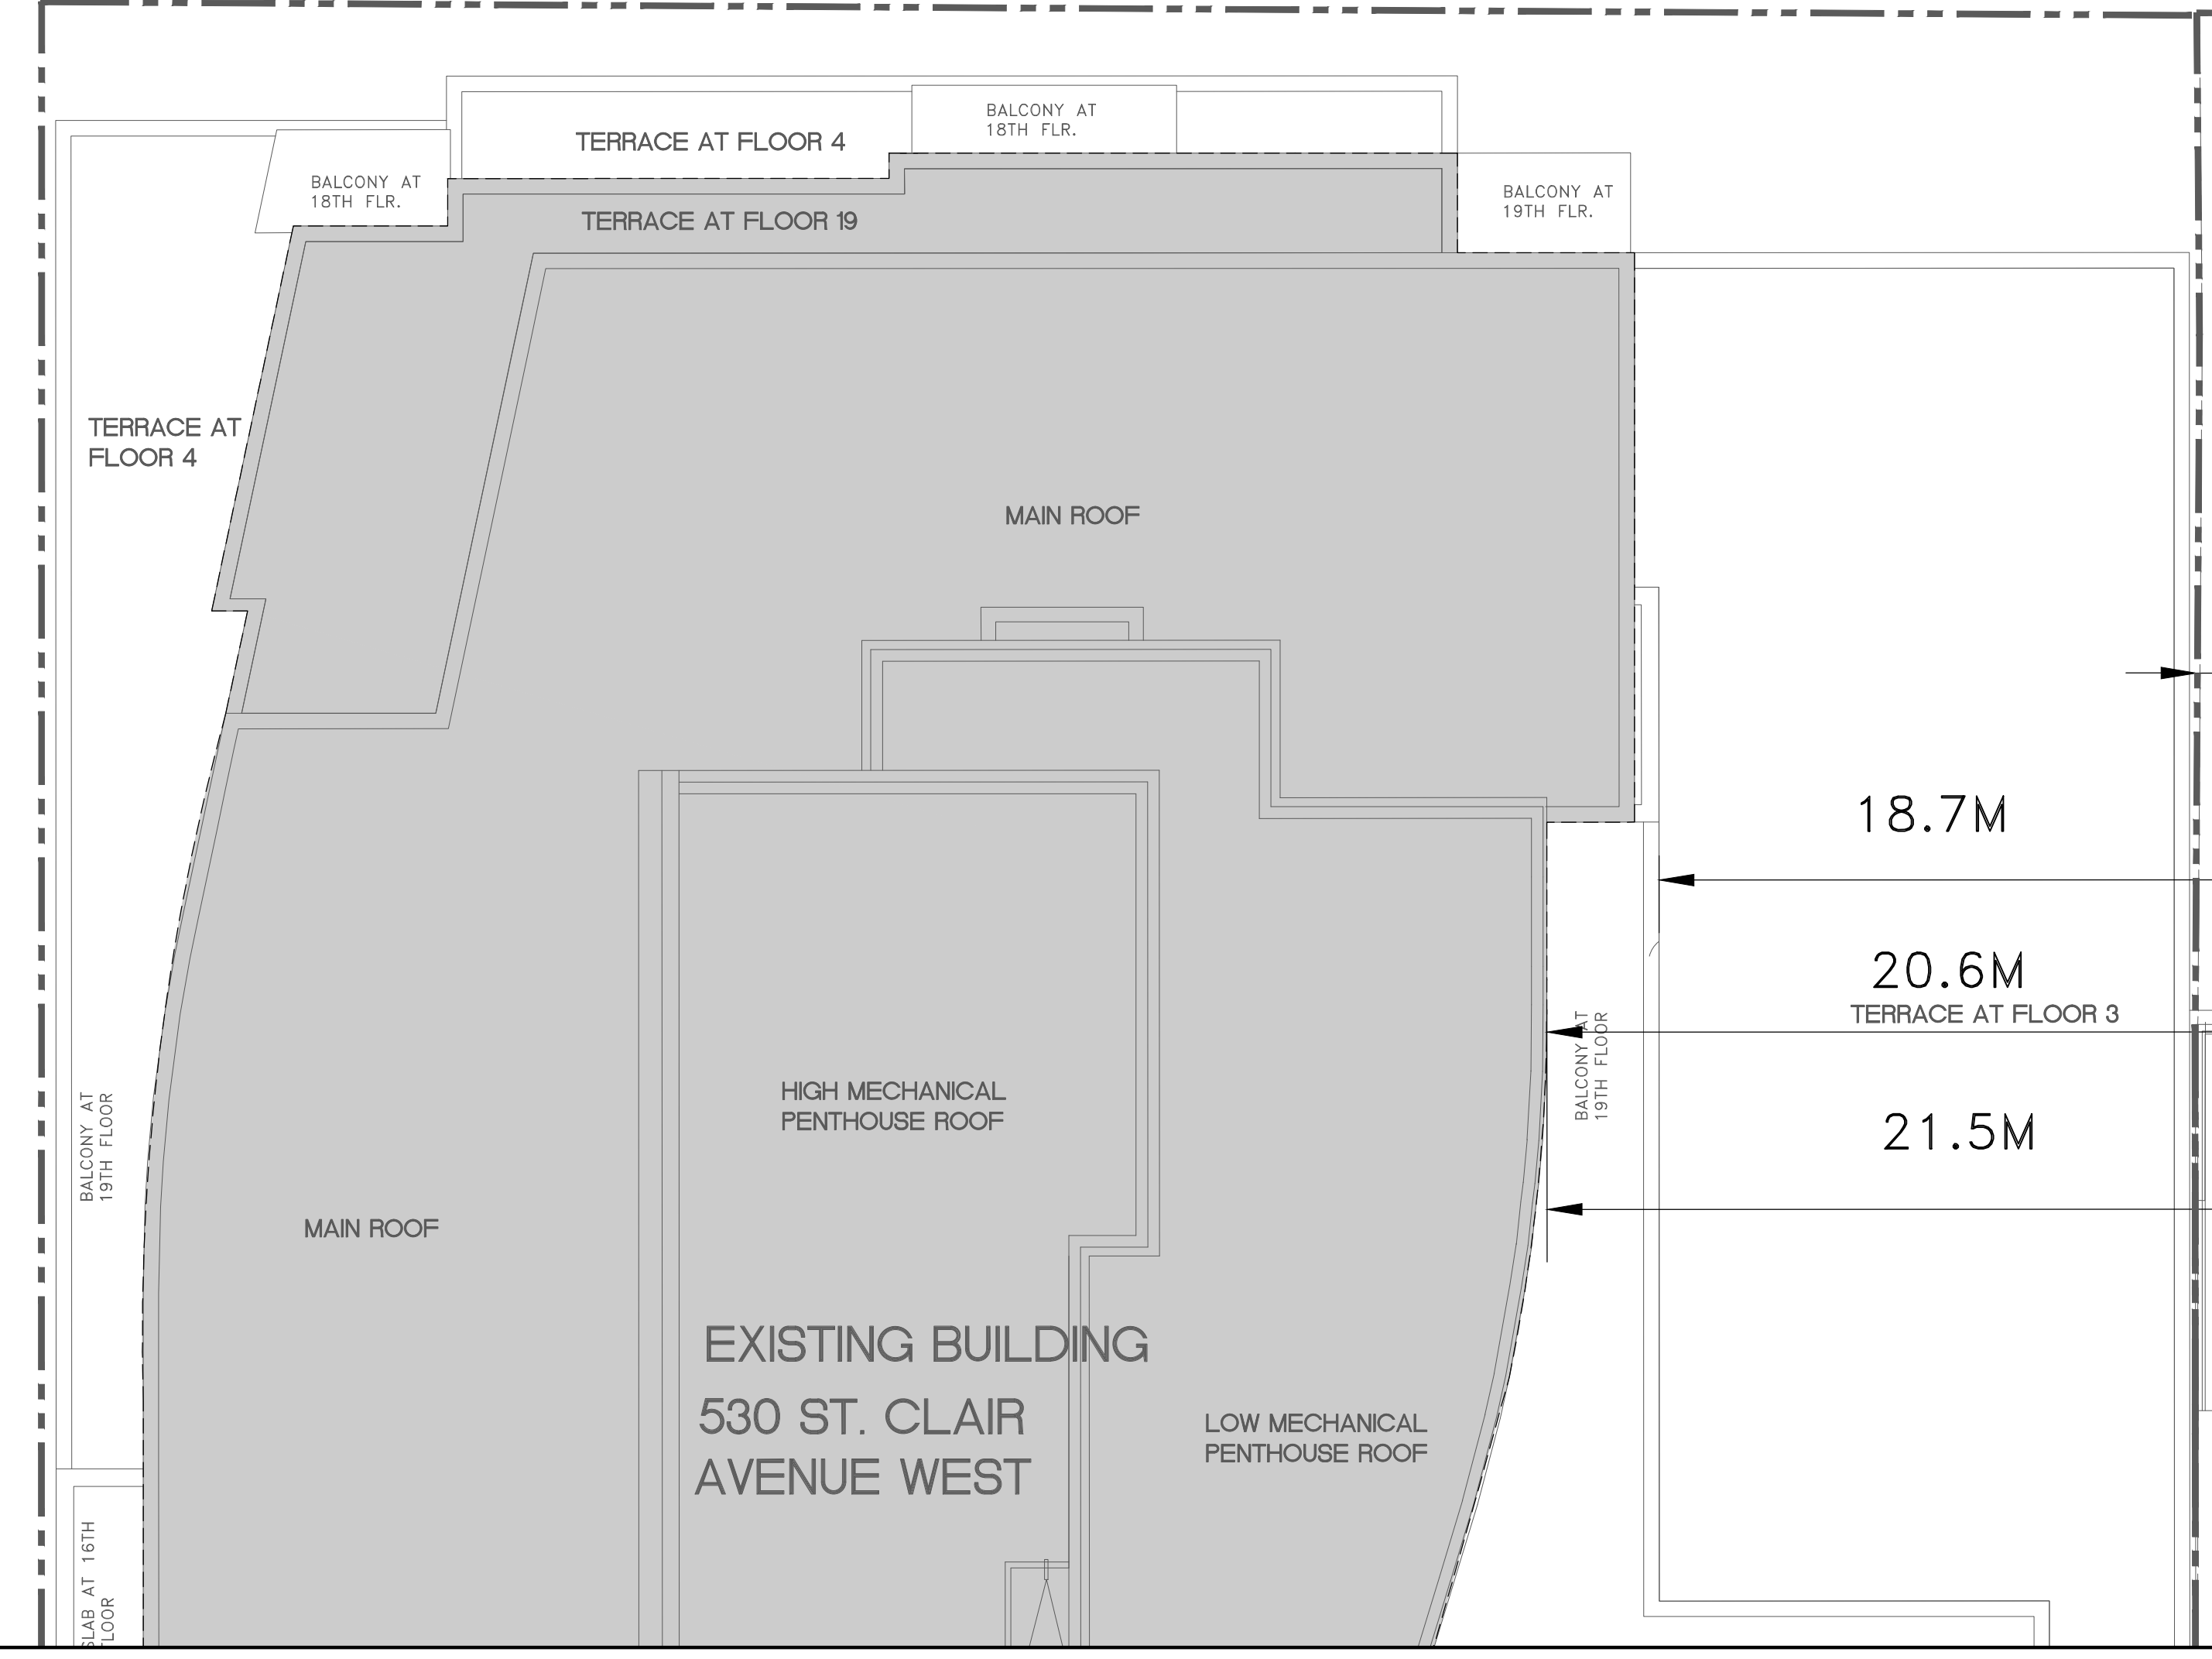 BALCONY AT
18TH FLR.
TERRACE AT FLOOR 4
BALCONY AT
18TH FLR.
BALCONY AT
19TH FLR.
TERRACE AT FLOOR 19
TERRACE AT
FLOOR 4
MAIN ROOF
18.7M
20.6M
TERRACE AT FLOOR 3
BALCONY AT
19TH FLOOR
21.5M
HIGH MECHANICAL
PENTHOUSE ROOF
BALCONY AT
19TH FLOOR
MAIN ROOF
EXISTING BUILDING
530 ST. CLAIR
AVENUE WEST
LOW MECHANICAL
PENTHOUSE ROOF
SLAB AT 16TH
FLOOR